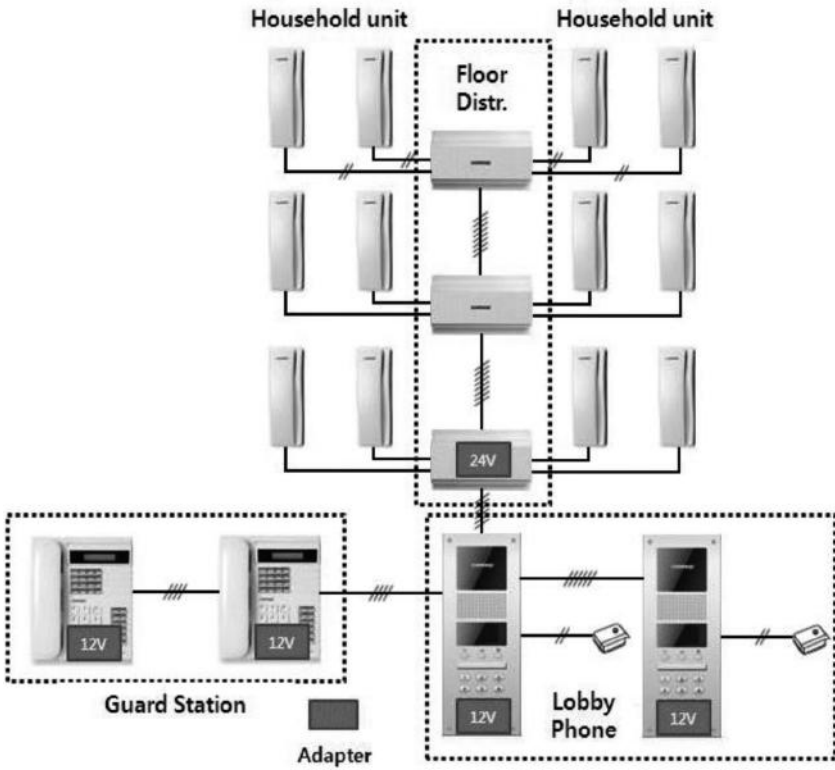 Household unit
Household unit
Floor
Distr.
24V
12V
12V
12V
12V
Guard Station
Lobby
Phone
Adapter